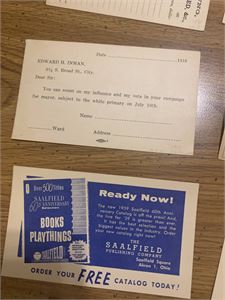 Date 1910
EDWARD H. INMAN,
S. Broad St., City.
Dear Sir:
You can count on my influence and my vote in your campaign
for mayor, subject to the white primary on July 16th.
Name
Ward Address
Over 500 Titles
SAALFIELD
60th ANNIVERSARY
BOOKS
PLAYTHINGS
SAALFIELD
Ready Now!
The new 1959 Saalfield 60th Anni-
versary Catalog is off the press! And,
the line for '59 is greater than ever.
It has the best selection and the
biggest values in the industry. Order
your new catalog right now!
THE
SAALFIELD
PUBLISHING COMPANY
Saalfield Square
Akron 1, Ohio
ORDER YOUR FREE CATALOG TODAY!